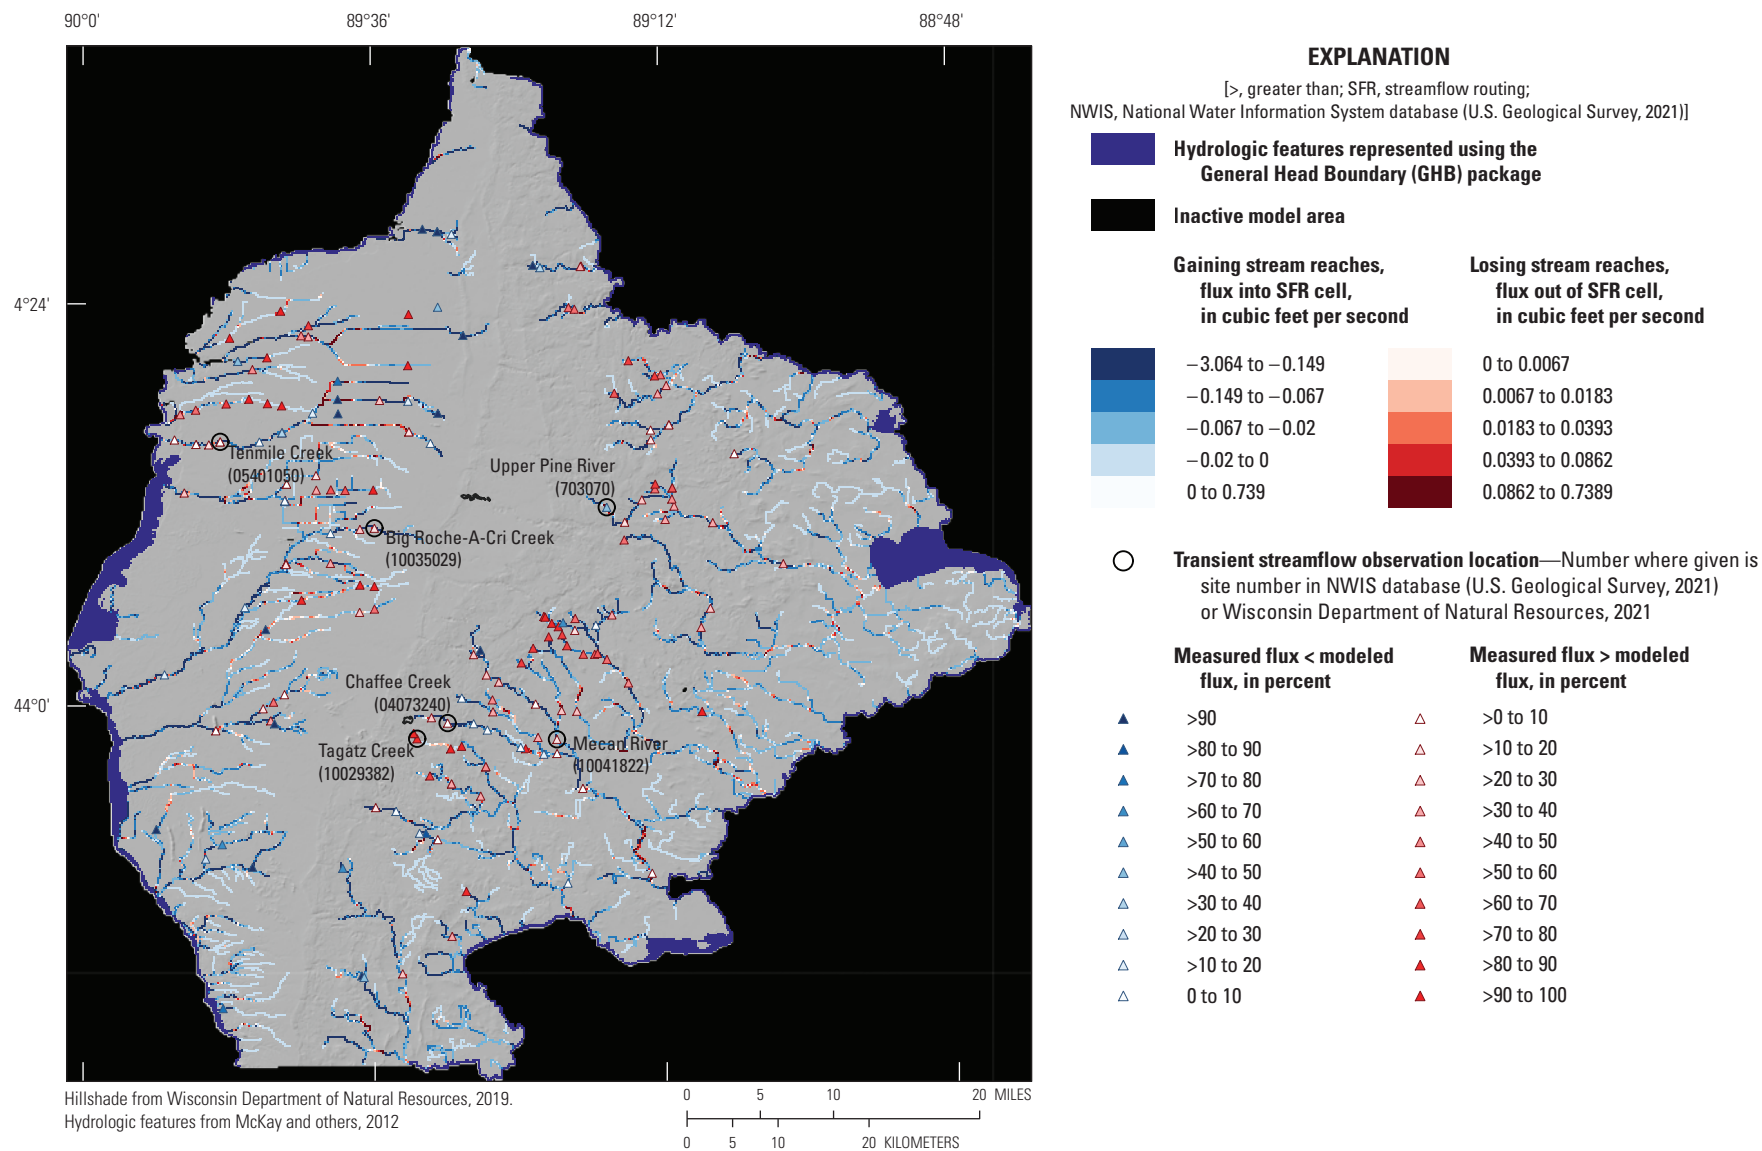 90°0'
89°36'
89°12'
88°48'
4°24'
44°0'
Tenmile Creek
(05401050)
Upper Pine River
(703070)
Big Roche-A-Cri Creek
(10035029)
Chaffee Creek
(04073240)
Tagatz Creek
(10029382)
Mecan River
(10041822)
Hillshade from Wisconsin Department of Natural Resources, 2019.
Hydrologic features from McKay and others, 2012
0 5 10 20 MILES
0 5 10 20 KILOMETERS
EXPLANATION
[>, greater than; SFR, streamflow routing;
NWIS, National Water Information System database (U.S. Geological Survey, 2021)]
Hydrologic features represented using the
General Head Boundary (GHB) package
Inactive model area
Gaining stream reaches,
flux into SFR cell,
in cubic feet per second
−3.064 to −0.149
−0.149 to −0.067
−0.067 to −0.02
−0.02 to 0
0 to 0.739
Losing stream reaches,
flux out of SFR cell,
in cubic feet per second
0 to 0.0067
0.0067 to 0.0183
0.0183 to 0.0393
0.0393 to 0.0862
0.0862 to 0.7389
Transient streamflow observation location—Number where given is
site number in NWIS database (U.S. Geological Survey, 2021)
or Wisconsin Department of Natural Resources, 2021
Measured flux < modeled
flux, in percent
>90
>80 to 90
>70 to 80
>60 to 70
>50 to 60
>40 to 50
>30 to 40
>20 to 30
>10 to 20
0 to 10
Measured flux > modeled
flux, in percent
>0 to 10
>10 to 20
>20 to 30
>30 to 40
>40 to 50
>50 to 60
>60 to 70
>70 to 80
>80 to 90
>90 to 100